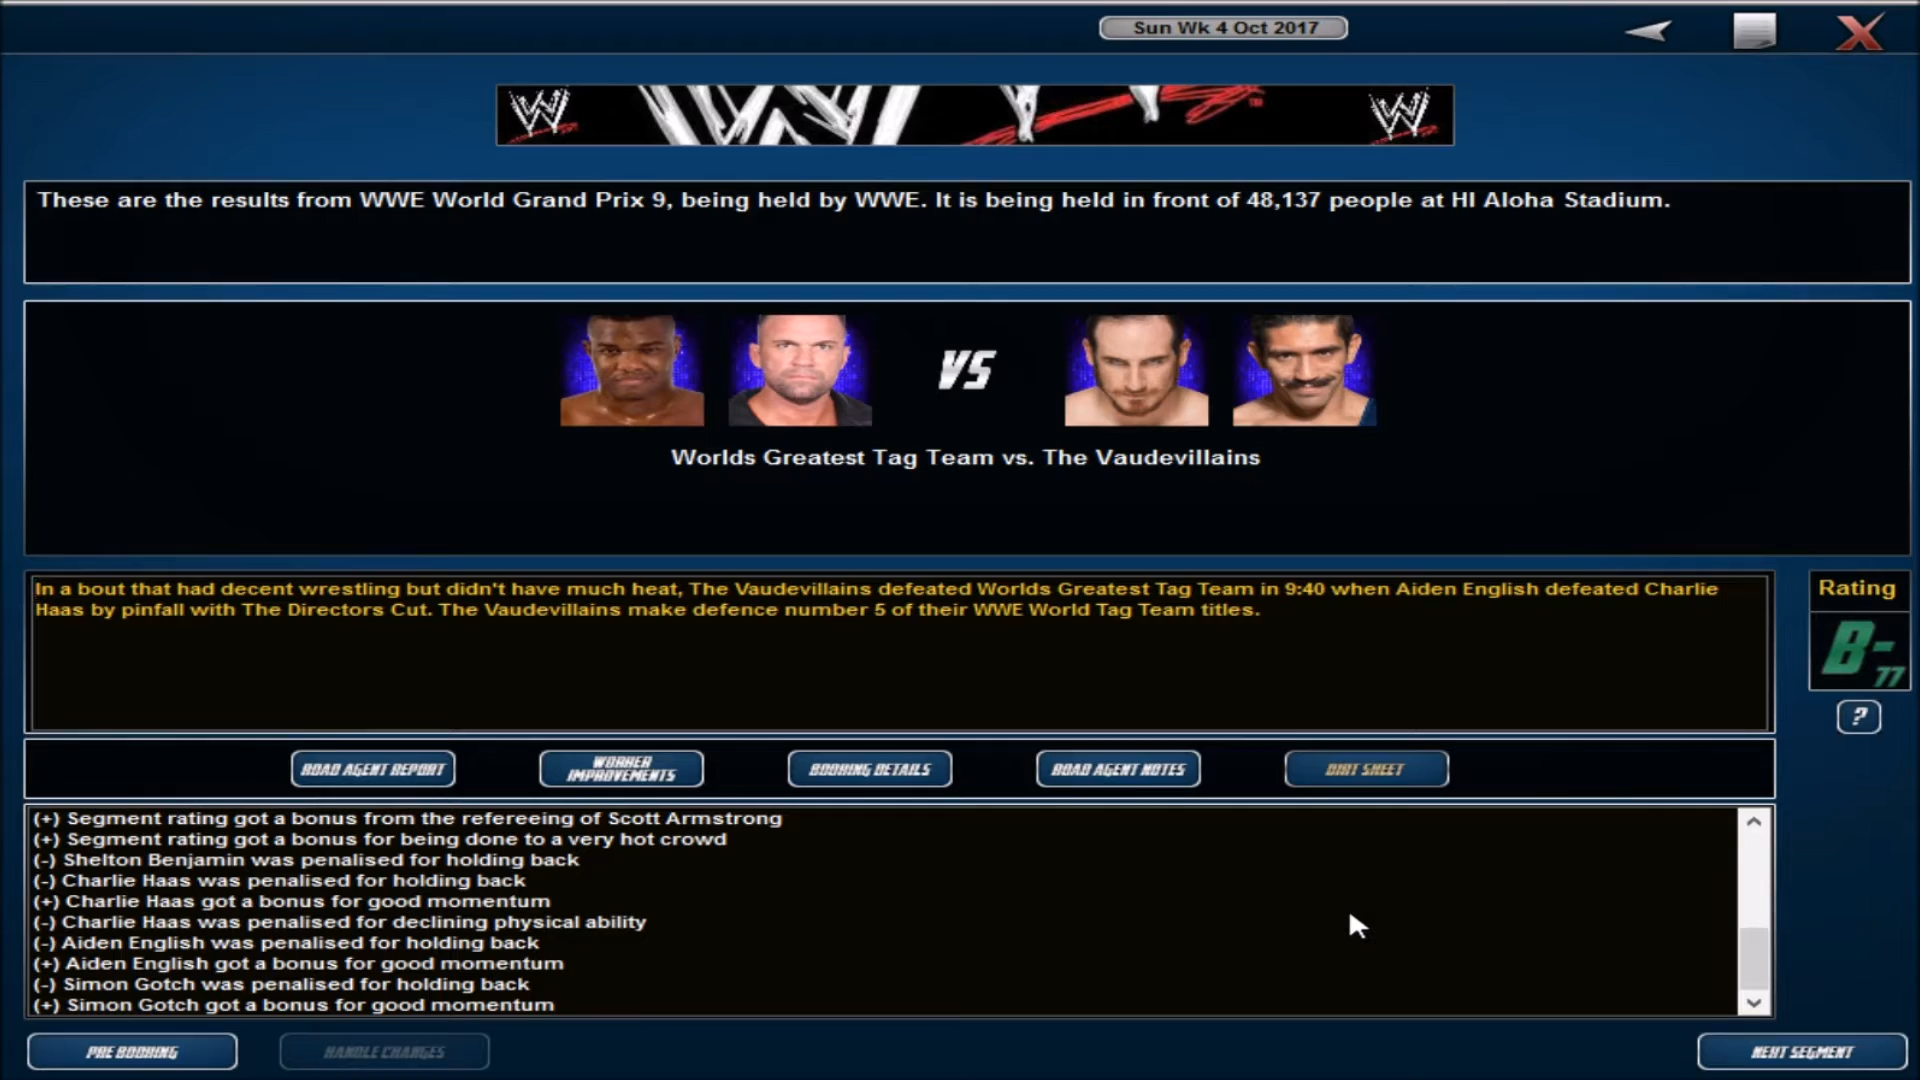 Sun Wk 4 Oct 2017
These are the results from WWE World Grand Prix 9, being held by WWE. It is being held in front of 48,137 people at HI Aloha Stadium.
VS
Worlds Greatest Tag Team vs. The Vaudevillains
In a bout that had decent wrestling but didn't have much heat, The Vaudevillains defeated Worlds Greatest Tag Team in 9:40 when Aiden English defeated Charlie
Haas by pinfall with The Directors Cut. The Vaudevillains make defence number 5 of their WWE World Tag Team titles.
Rating
B-
77
?
ROAD AGENT REPORT
WORKER
IMPROVEMENTS
BOOKING DETAILS
ROAD AGENT NOTES
DIRT SHEET
(+) Segment rating got a bonus from the refereeing of Scott Armstrong
(+) Segment rating got a bonus for being done to a very hot crowd
(-) Shelton Benjamin was penalised for holding back
(-) Charlie Haas was penalised for holding back
(+) Charlie Haas got a bonus for good momentum
(-) Charlie Haas was penalised for declining physical ability
(-) Aiden English was penalised for holding back
(+) Aiden English got a bonus for good momentum
(-) Simon Gotch was penalised for holding back
(+) Simon Gotch got a bonus for good momentum
PRE BOOKING
HANDLE CHANGES
NEXT SEGMENT